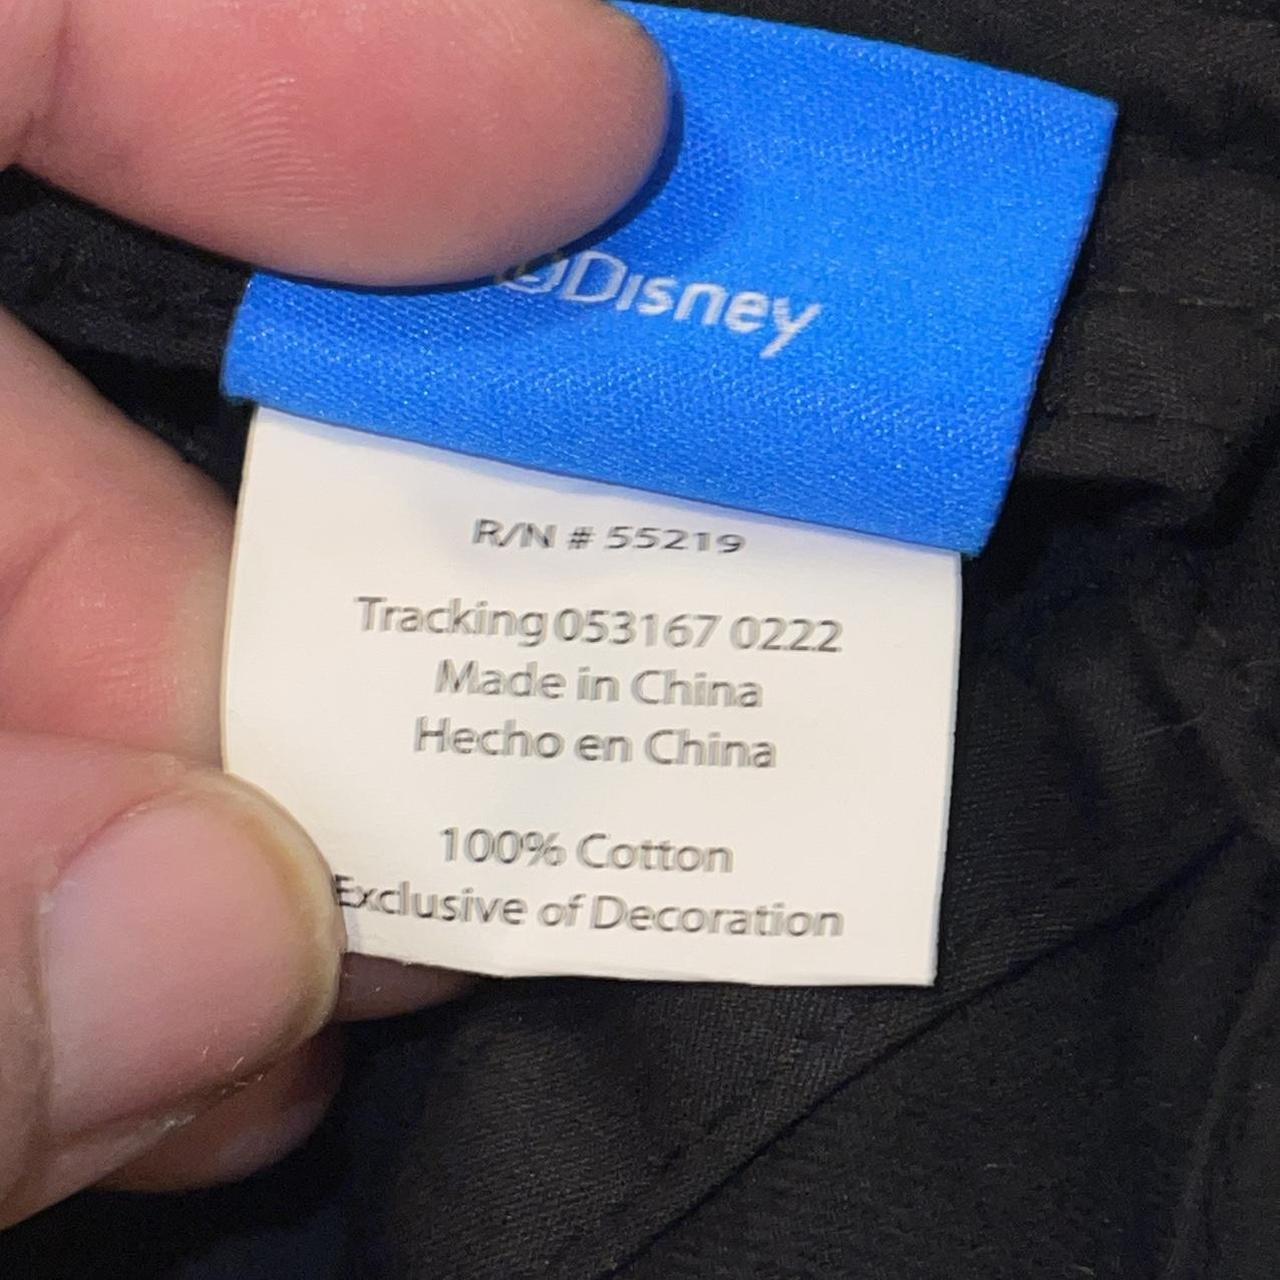 ©Disney
R/N # 55219
Tracking 053167 0222
Made in China
Hecho en China
100% Cotton
Exclusive of Decoration